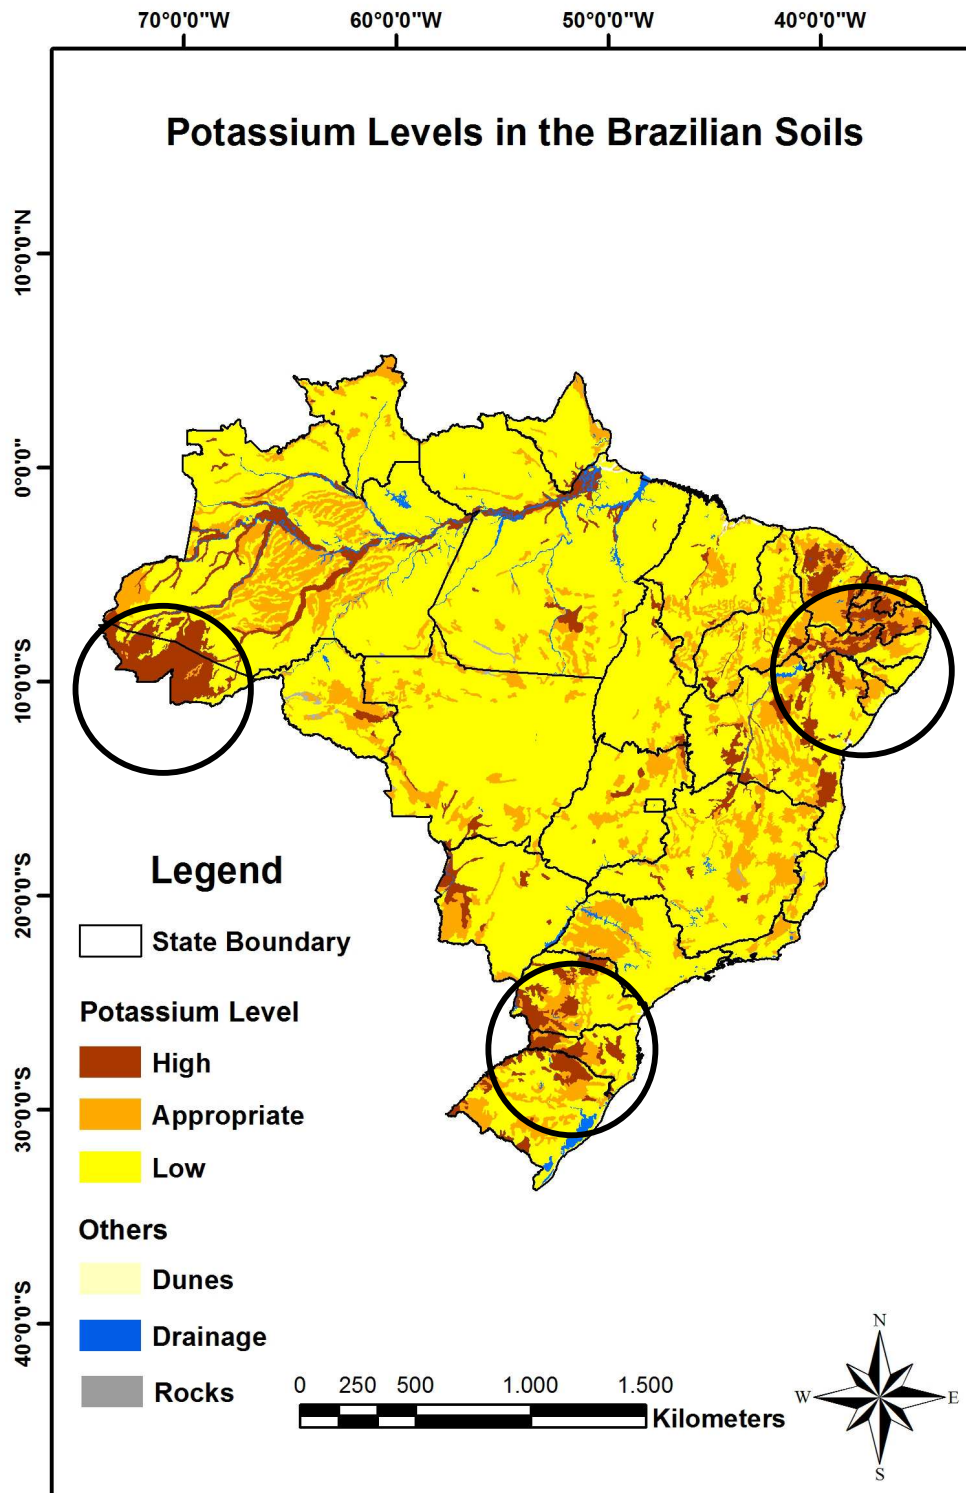 70°0'0"W 60°0'0"W 50°0'0"W 40°0'0"W
Potassium Levels in the Brazilian Soils
10°0'0"N
0°0'0"
10°0'0"S
20°0'0"S
30°0'0"S
40°0'0"S
Legend
State Boundary
Potassium Level
High
Appropriate
Low
Others
Dunes
Drainage
Rocks
0 250 500 1.000 1.500
Kilometers
N
W E
S